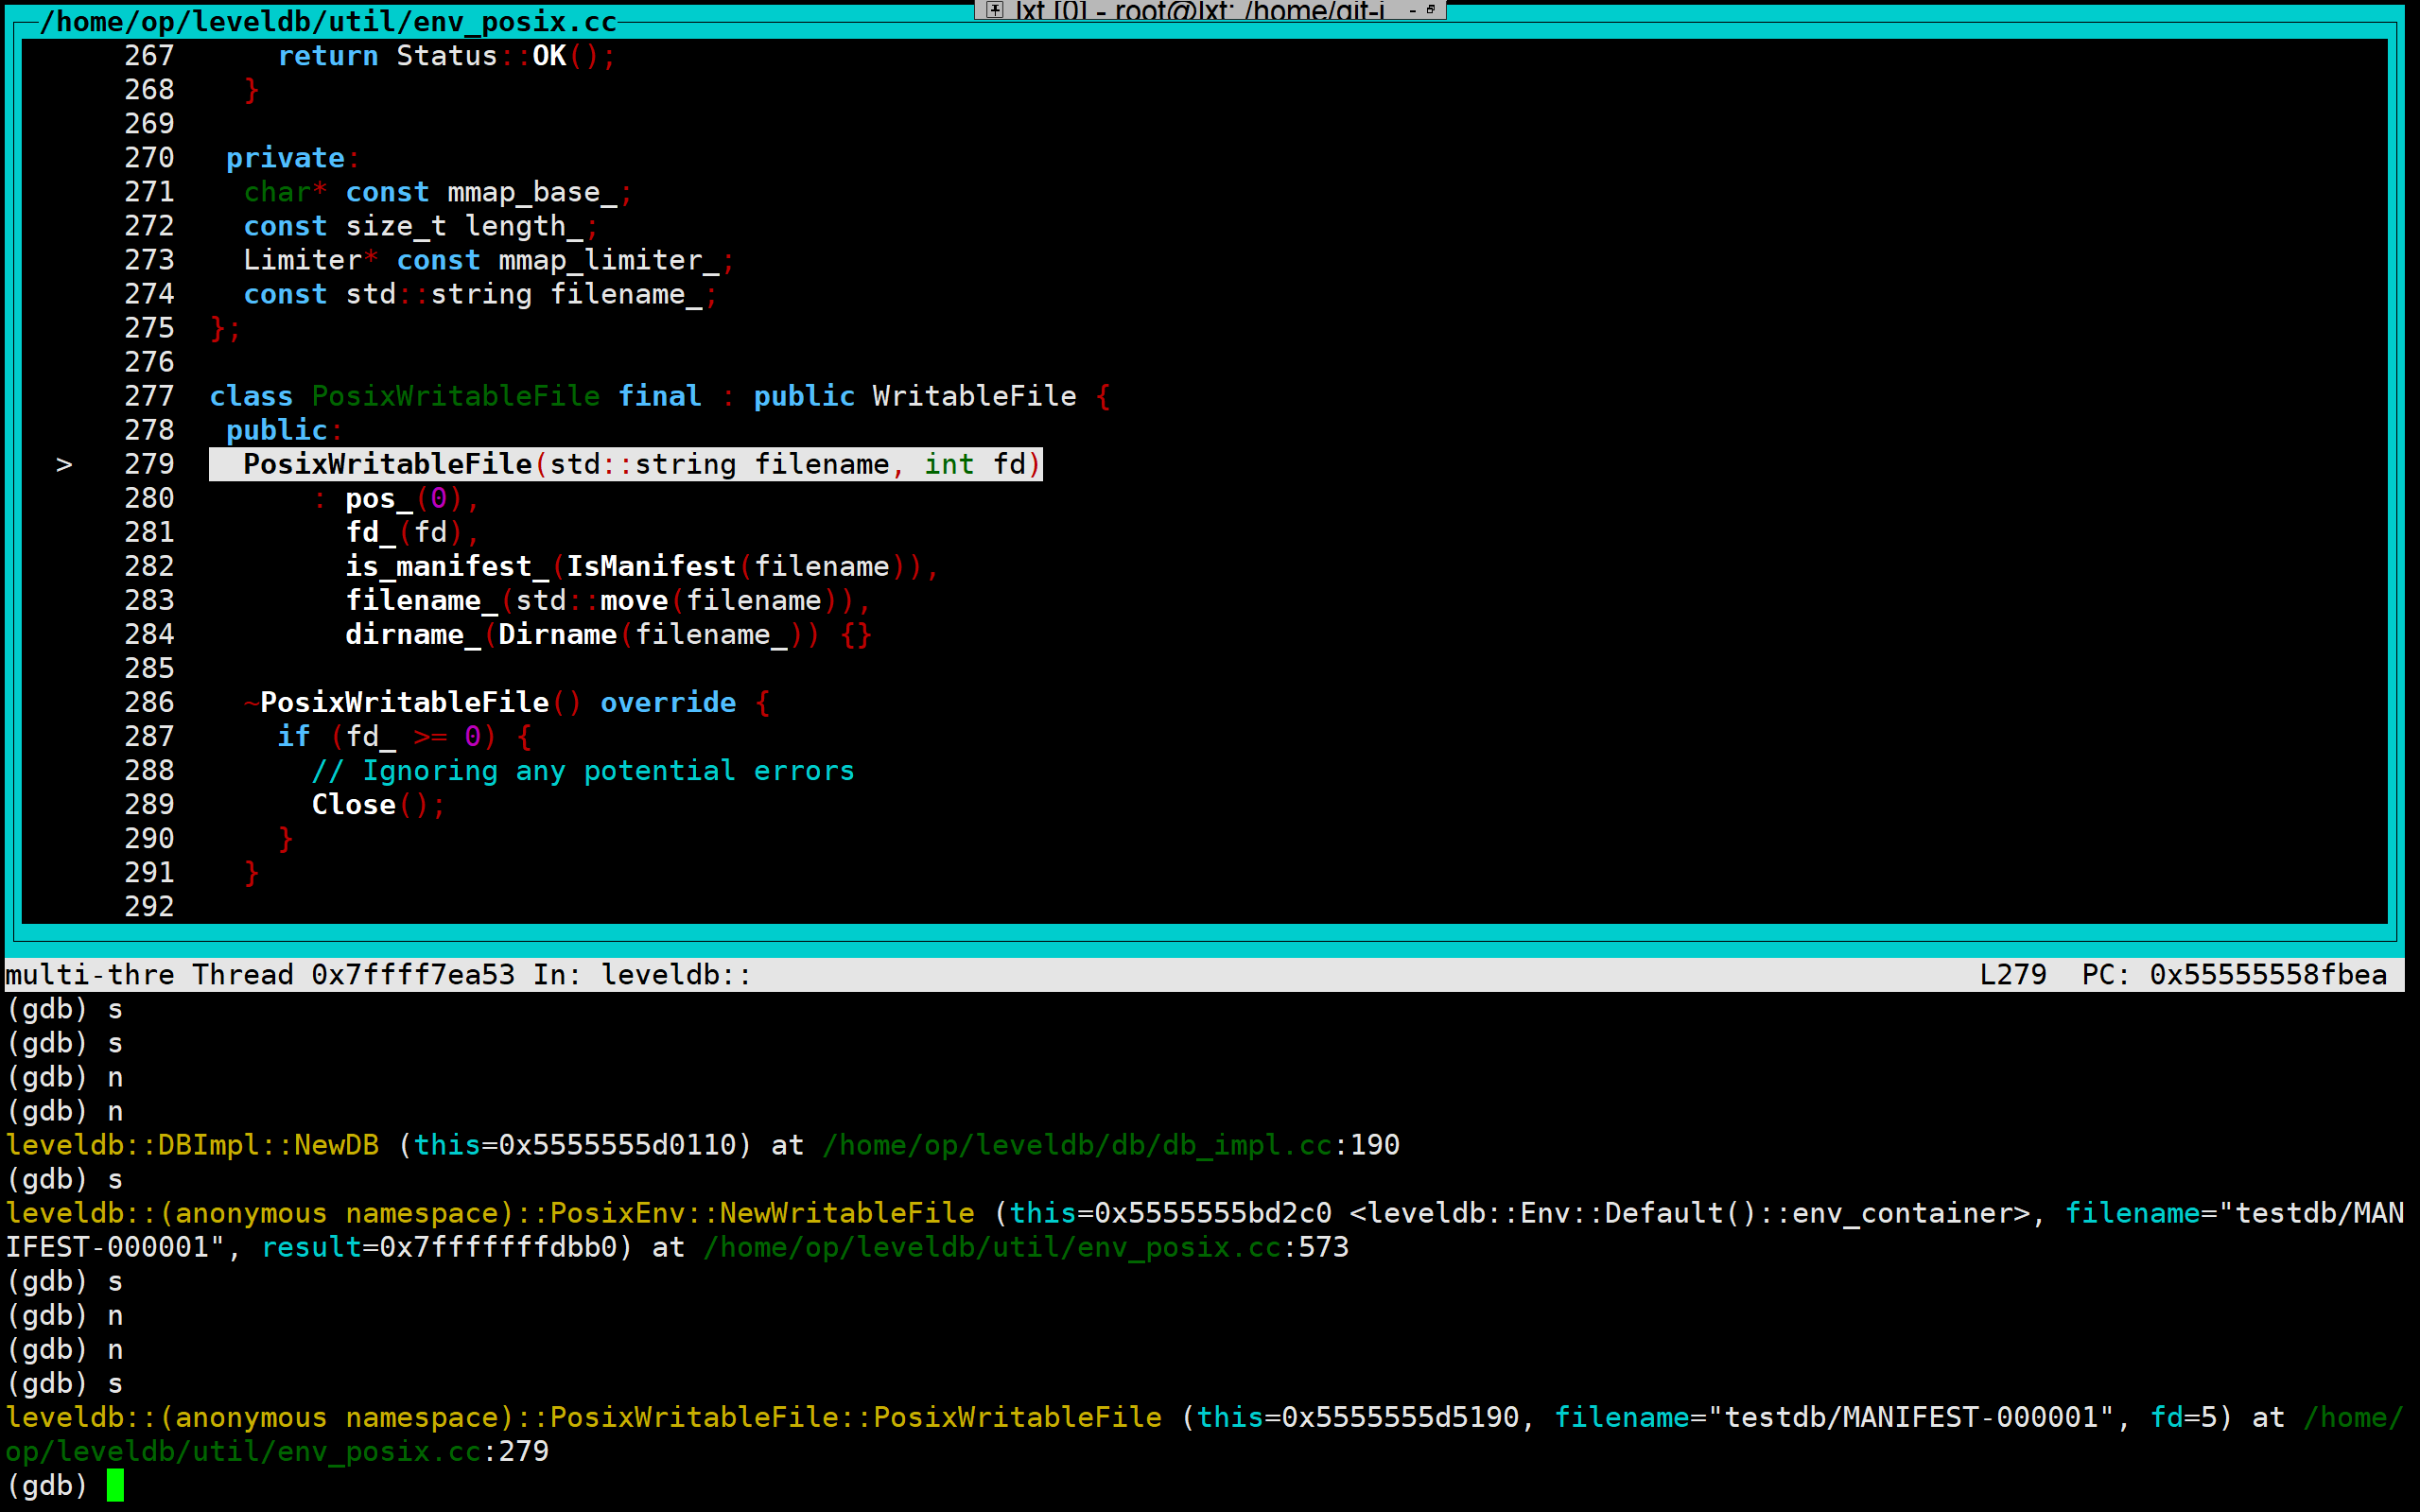 lxt [0] - root@lxt: /home/git-i
/home/op/leveldb/util/env_posix.cc
267      return Status::OK();
268    }
269
270   private:
271    char* const mmap_base_;
272    const size_t length_;
273    Limiter* const mmap_limiter_;
274    const std::string filename_;
275  };
276
277  class PosixWritableFile final : public WritableFile {
278   public:
>   279    PosixWritableFile(std::string filename, int fd)
280        : pos_(0),
281          fd_(fd),
282          is_manifest_(IsManifest(filename)),
283          filename_(std::move(filename)),
284          dirname_(Dirname(filename_)) {}
285
286    ~PosixWritableFile() override {
287      if (fd_ >= 0) {
288        // Ignoring any potential errors
289        Close();
290      }
291    }
292
multi-thre Thread 0x7ffff7ea53 In: leveldb::    L279  PC: 0x55555558fbea
(gdb) s
(gdb) s
(gdb) n
(gdb) n
leveldb::DBImpl::NewDB (this=0x5555555d0110) at /home/op/leveldb/db/db_impl.cc:190
(gdb) s
leveldb::(anonymous namespace)::PosixEnv::NewWritableFile (this=0x5555555bd2c0 <leveldb::Env::Default()::env_container>, filename="testdb/MAN
IFEST-000001", result=0x7fffffffdbb0) at /home/op/leveldb/util/env_posix.cc:573
(gdb) s
(gdb) n
(gdb) n
(gdb) s
leveldb::(anonymous namespace)::PosixWritableFile::PosixWritableFile (this=0x5555555d5190, filename="testdb/MANIFEST-000001", fd=5) at /home/
op/leveldb/util/env_posix.cc:279
(gdb)